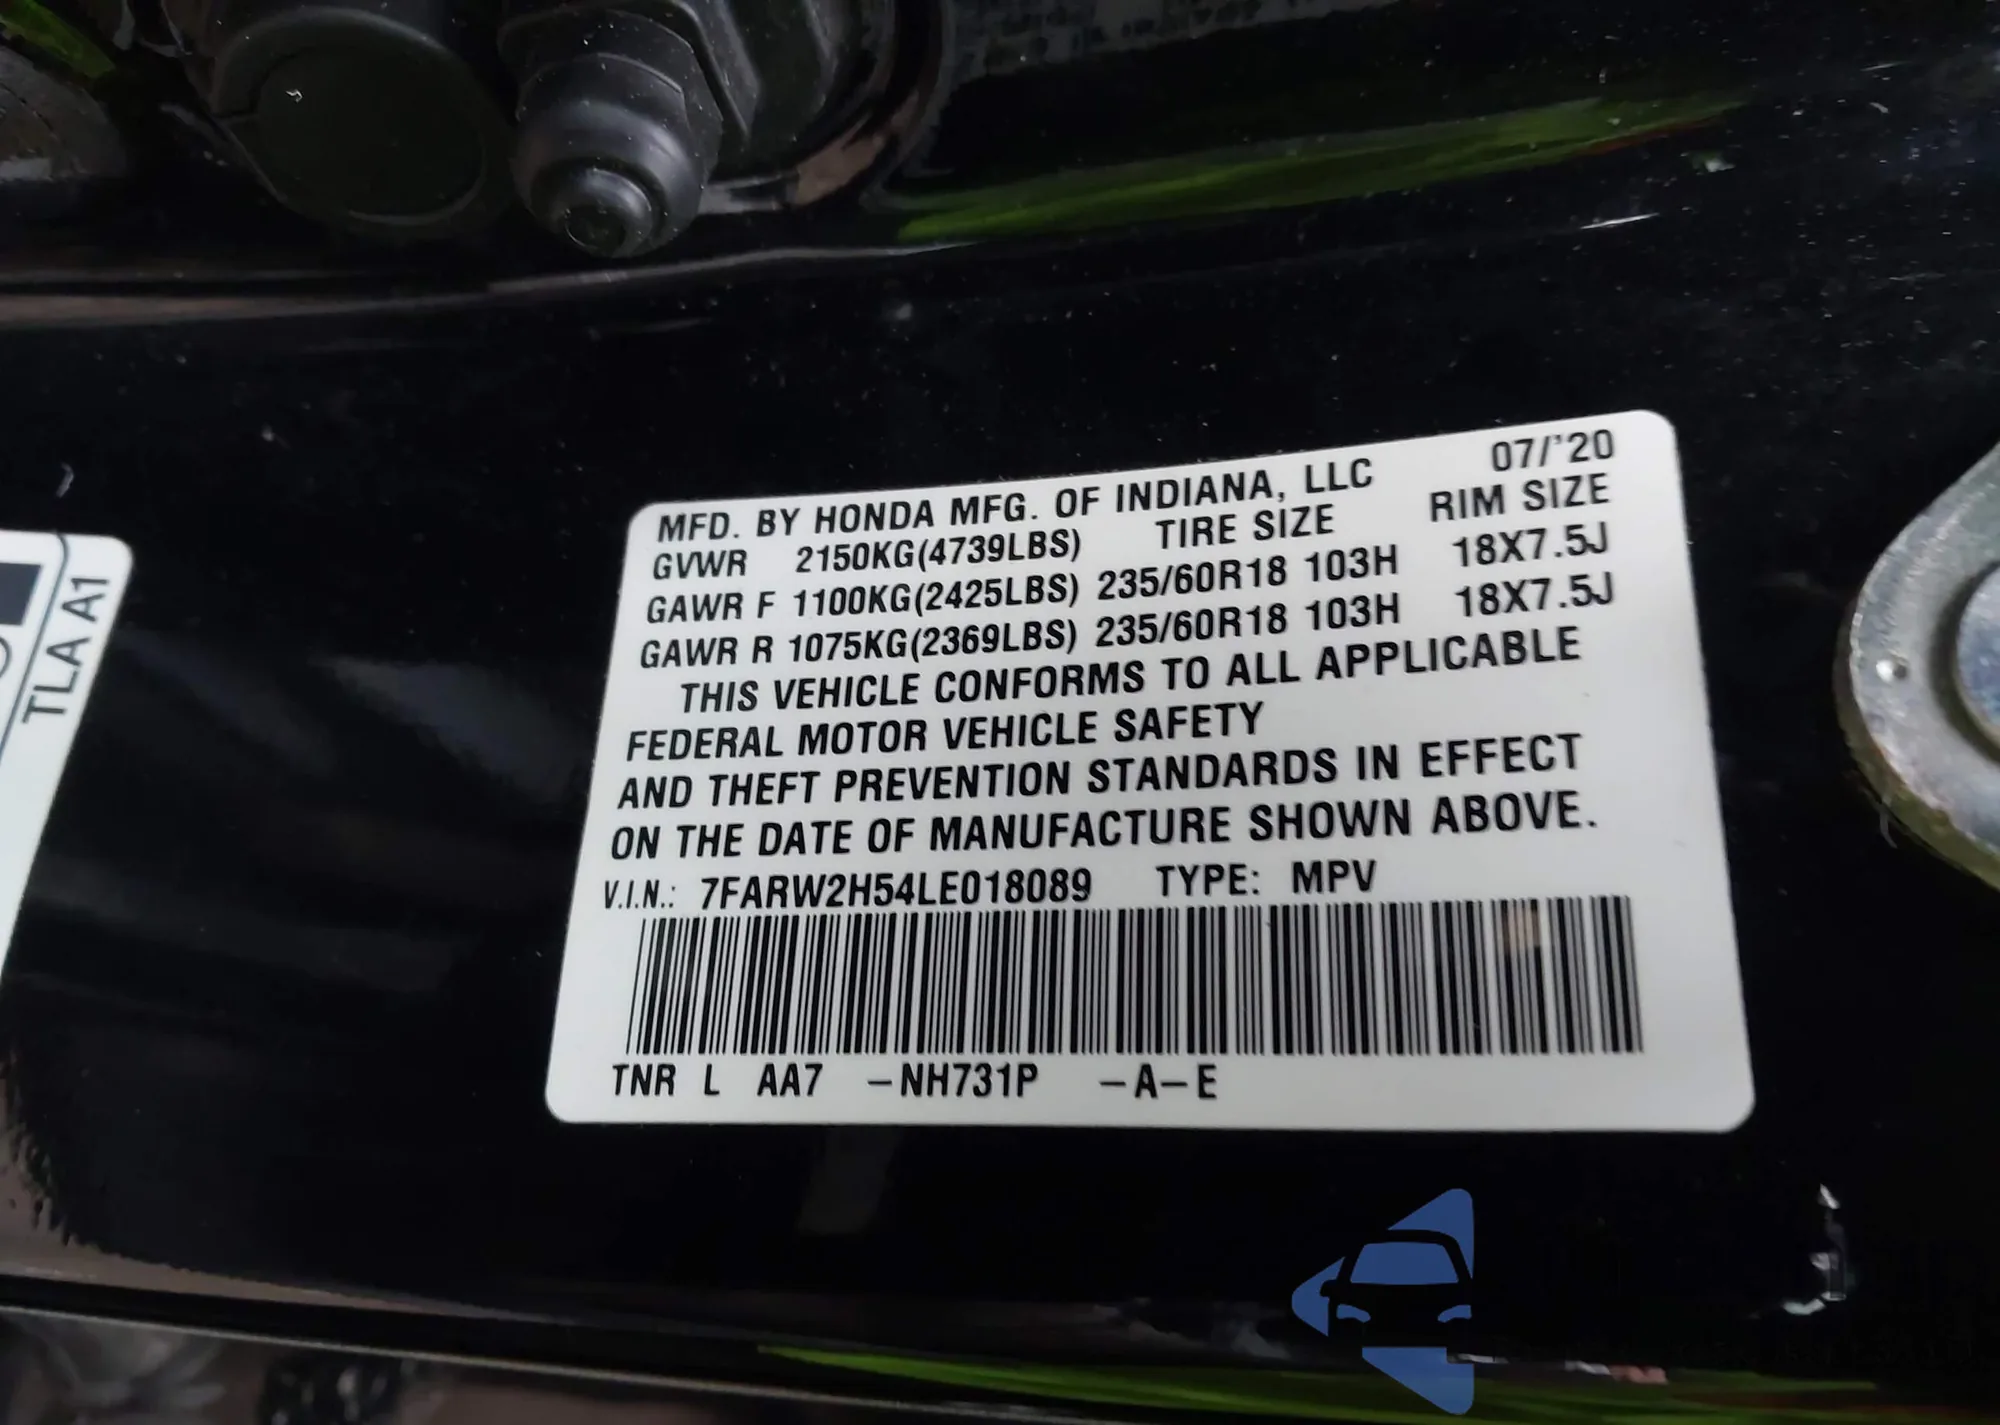 MFD. BY HONDA MFG. OF INDIANA, LLC 07/'20
GVWR 2150KG(4739LBS) TIRE SIZE RIM SIZE
GAWR F 1100KG(2425LBS) 235/60R18 103H 18X7.5J
GAWR R 1075KG(2369LBS) 235/60R18 103H 18X7.5J
THIS VEHICLE CONFORMS TO ALL APPLICABLE
FEDERAL MOTOR VEHICLE SAFETY
AND THEFT PREVENTION STANDARDS IN EFFECT
ON THE DATE OF MANUFACTURE SHOWN ABOVE.
V.I.N.: 7FARW2H54LE018089 TYPE: MPV
TNR L AA7 -NH731P -A-E
TLA A1